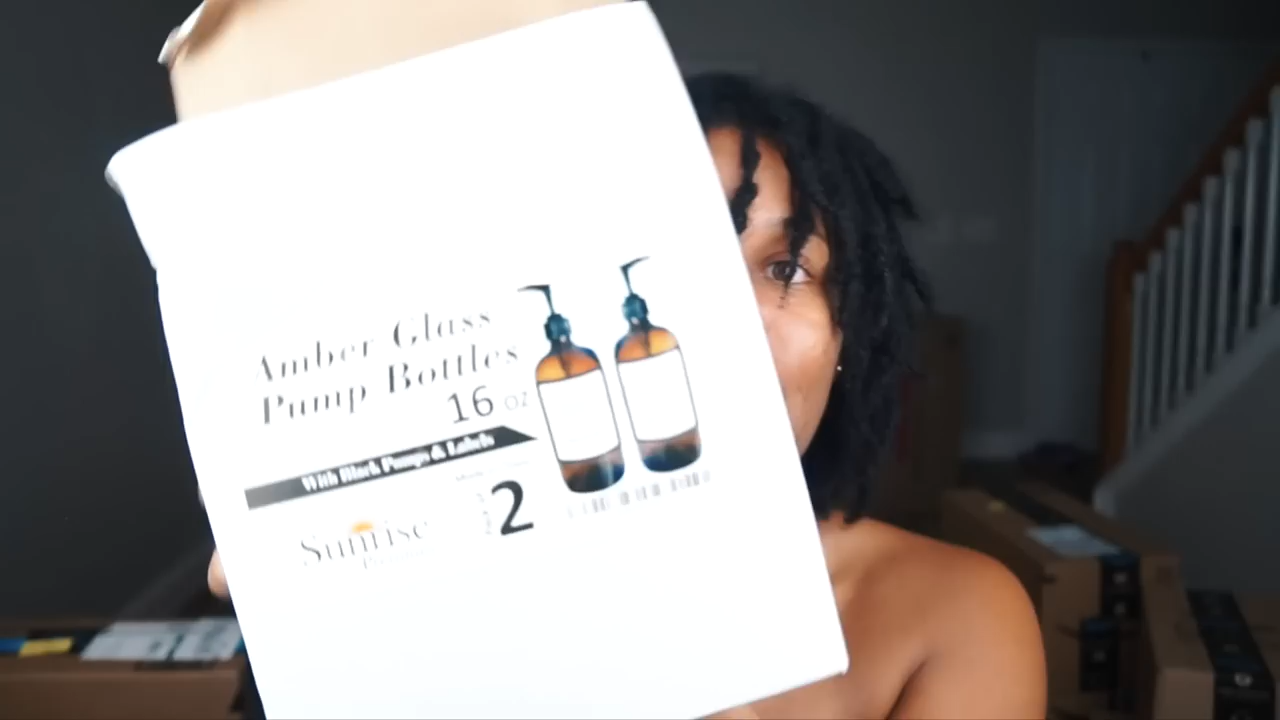 Amber Glass
Pump Bottles
16 oz
With Black Pumps & Labels
2
Sunrise